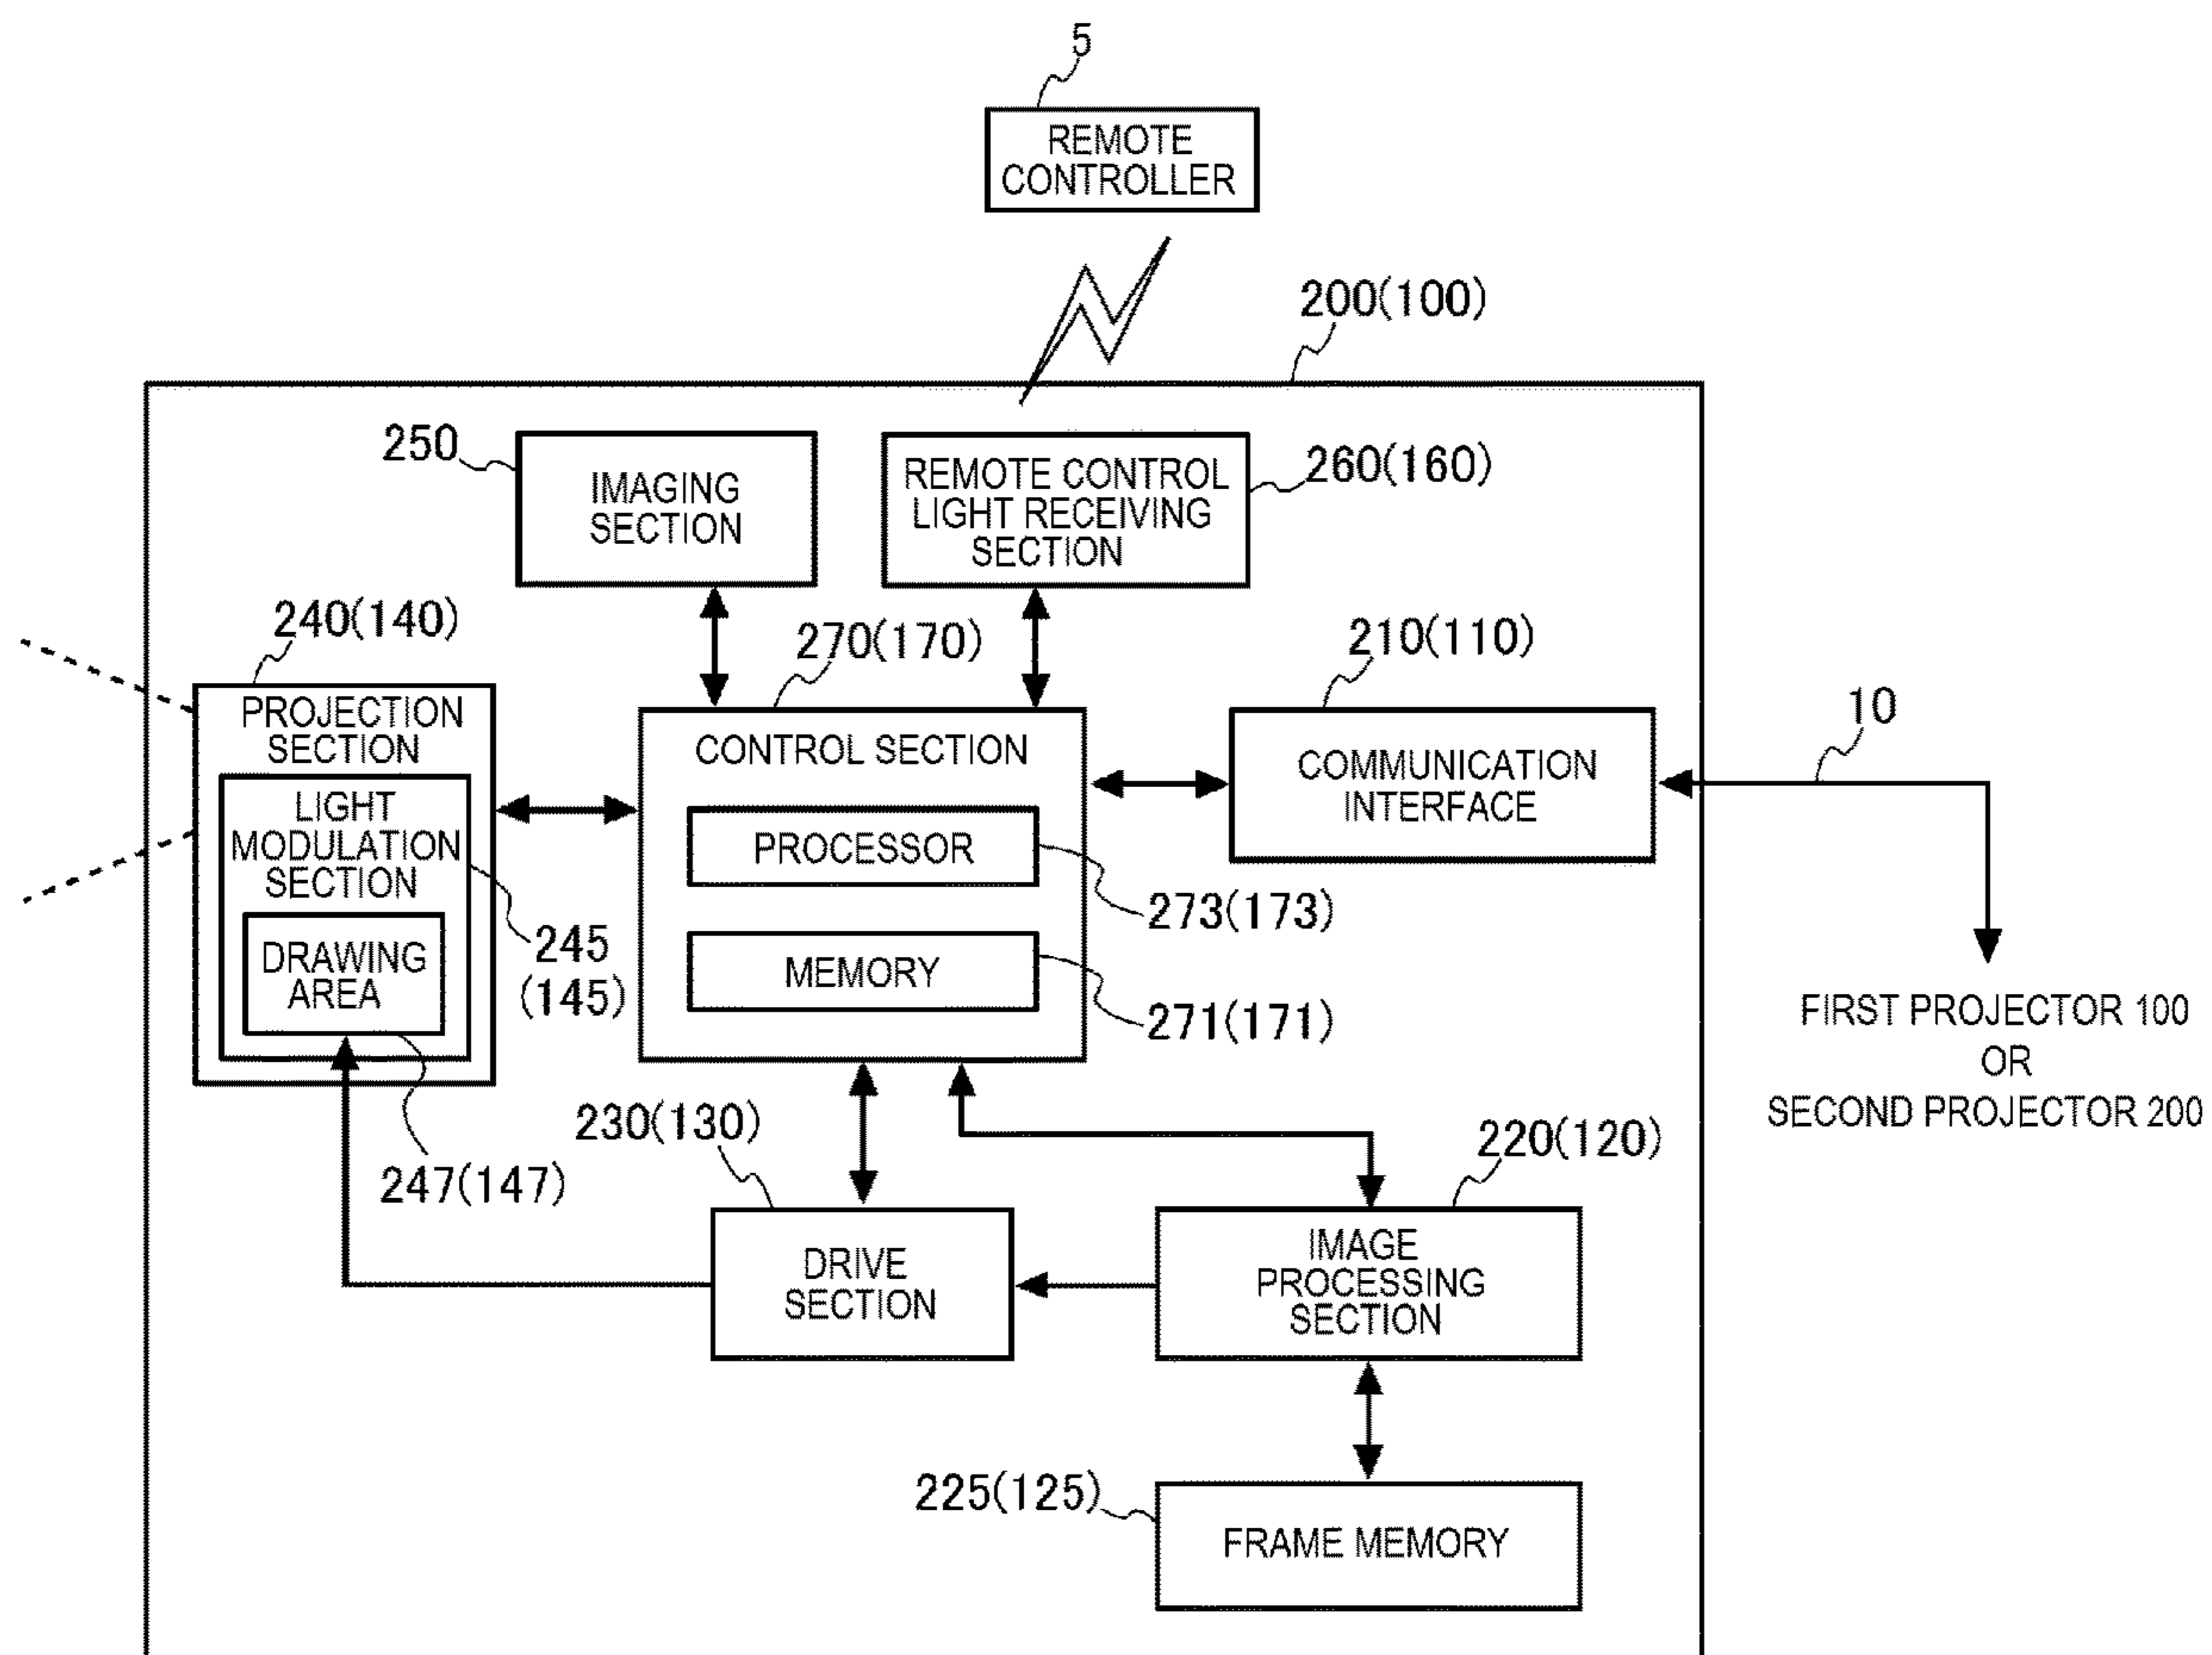 5
REMOTE
CONTROLLER
200(100)
250
IMAGING
SECTION
REMOTE CONTROL
LIGHT RECEIVING
SECTION
260(160)
240(140)
270(170)
210(110)
PROJECTION
SECTION
LIGHT
MODULATION
SECTION
DRAWING
AREA
245
(145)
247(147)
CONTROL SECTION
PROCESSOR
273(173)
MEMORY
271(171)
COMMUNICATION
INTERFACE
10
FIRST PROJECTOR 100
OR
SECOND PROJECTOR 200
230(130)
DRIVE
SECTION
220(120)
IMAGE
PROCESSING
SECTION
225(125)
FRAME MEMORY